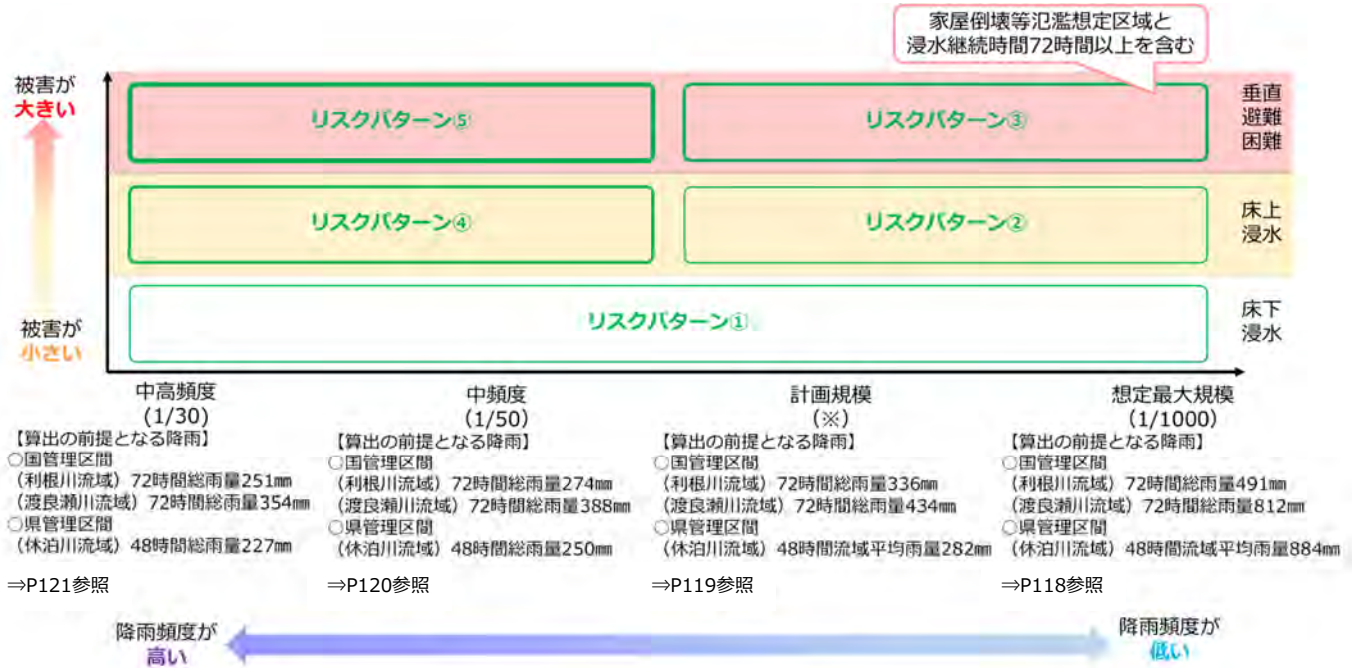 家屋倒壊等氾濫想定区域と
浸水継続時間72時間以上を含む
被害が
大きい
リスクパターン⑤
リスクパターン③
垂直
避難
困難
リスクパターン④
リスクパターン②
床上
浸水
被害が
小さい
リスクパターン①
床下
浸水
中高頻度
(1/30)
【算出の前提となる降雨】
○国管理区間
(利根川流域)72時間総雨量251㎜
(渡良瀬川流域)72時間総雨量354㎜
○県管理区間
(休泊川流域)48時間総雨量227㎜
⇒P121参照
中頻度
(1/50)
【算出の前提となる降雨】
○国管理区間
(利根川流域)72時間総雨量274㎜
(渡良瀬川流域)72時間総雨量388㎜
○県管理区間
(休泊川流域)48時間総雨量250㎜
⇒P120参照
計画規模
(※)
【算出の前提となる降雨】
○国管理区間
(利根川流域)72時間総雨量336㎜
(渡良瀬川流域)72時間総雨量434㎜
○県管理区間
(休泊川流域)48時間流域平均雨量282㎜
⇒P119参照
想定最大規模
(1/1000)
【算出の前提となる降雨】
○国管理区間
(利根川流域)72時間総雨量491㎜
(渡良瀬川流域)72時間総雨量812㎜
○県管理区間
(休泊川流域)48時間流域平均雨量884㎜
⇒P118参照
降雨頻度が
高い
降雨頻度が
低い